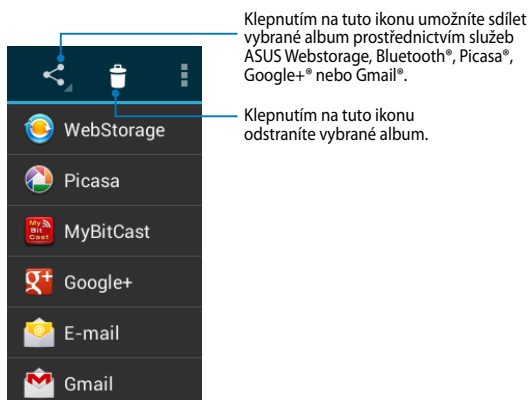 Klepnutím na tuto ikonu umožníte sdílet
vybrané album prostřednictvím služeb
ASUS Webstorage, Bluetooth®, Picasa®,
Google+® nebo Gmail®.
Klepnutím na tuto ikonu
odstraníte vybrané album.
WebStorage
Picasa
My
Bit
Cast
MyBitCast
g+
Google+
@
E-mail
Gmail